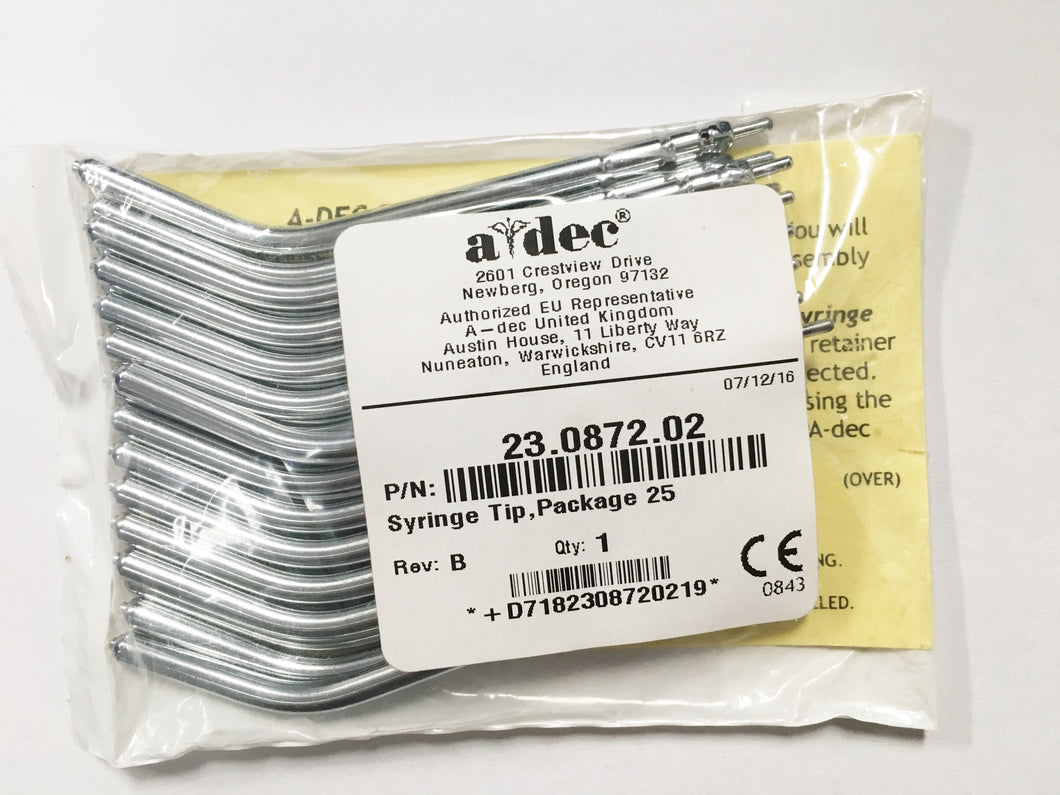 a dec®
2601 Crestview Drive
Newberg, Oregon 97132
Authorized EU Representative
A-dec United Kingdom
Austin House, 11 Liberty Way
Nuneaton, Warwickshire, CV11 6RZ
England
07/12/16
23.0872.02
P/N:
Syringe Tip,Package 25
Rev: B
Qty: 1
*+D7182308720219*
CE
0843
A-DEC
You will
yringe
retainer
ected.
sing the
A-dec
(OVER)
NG.
LED.